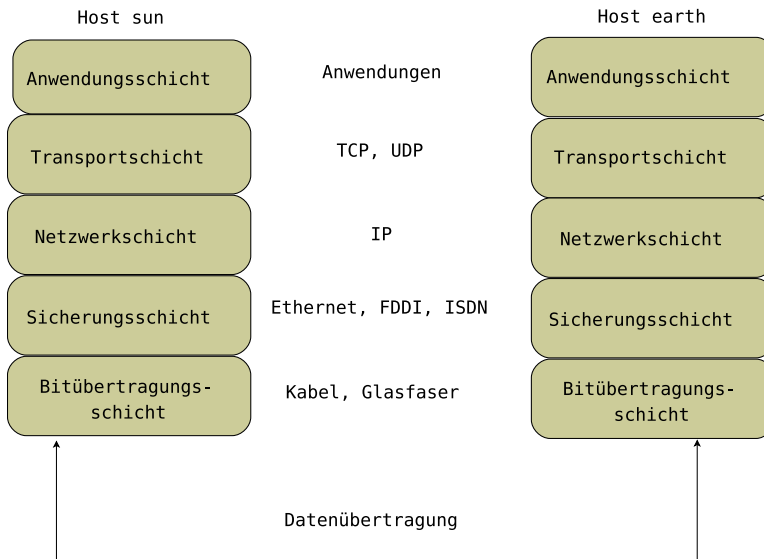 Host sun
Host earth
Anwendungsschicht
Anwendungen
Anwendungsschicht
Transportschicht
TCP, UDP
Transportschicht
Netzwerkschicht
IP
Netzwerkschicht
Sicherungsschicht
Ethernet, FDDI, ISDN
Sicherungsschicht
Bitübertragungs-
schicht
Kabel, Glasfaser
Bitübertragungs-
schicht
Datenübertragung